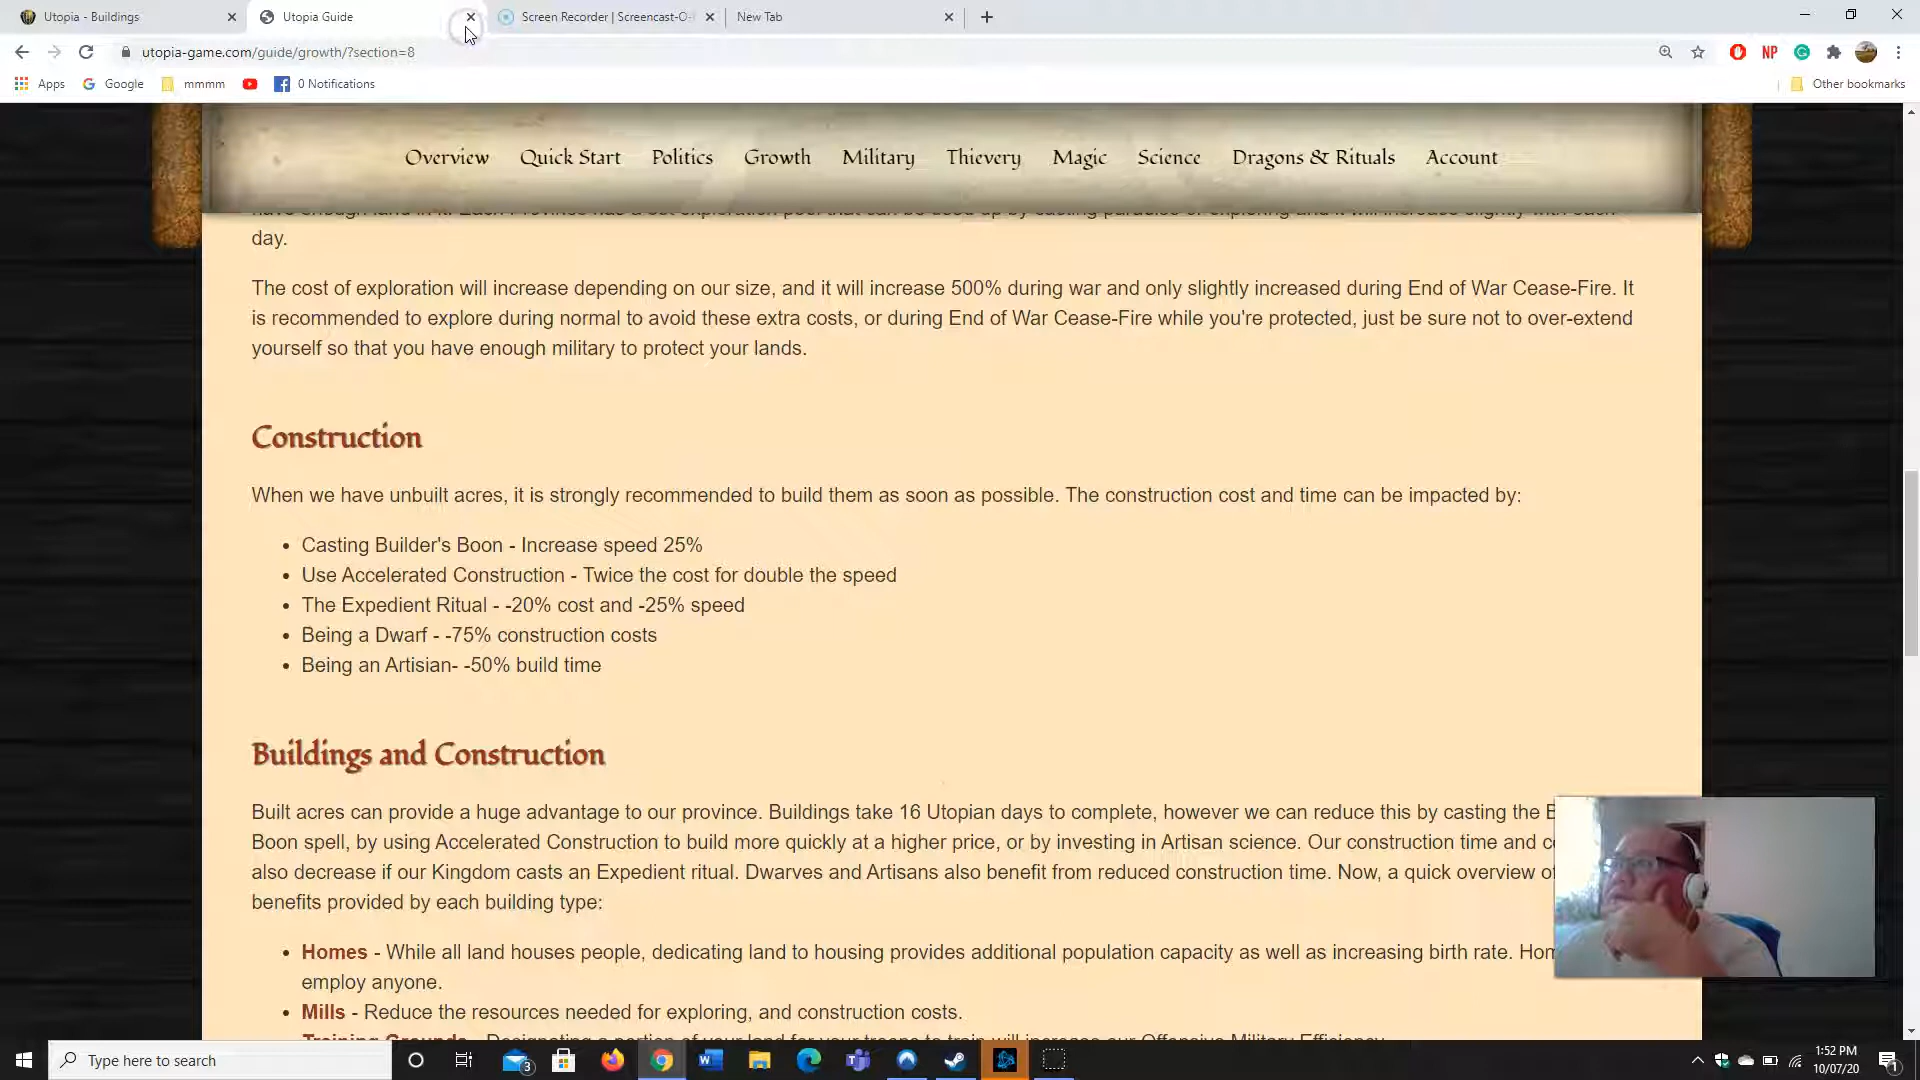 Utopia - Buildings
Utopia Guide
Screen Recorder | Screencast-O-
New Tab
utopia-game.com/guide/growth/?section=8
NP
Apps
Google
mmmm
0 Notifications
Other bookmarks
Overview Quick Start Politics Growth Military Thievery Magic Science Dragons & Rituals Account
day.
The cost of exploration will increase depending on our size, and it will increase 500% during war and only slightly increased during End of War Cease-Fire. It
is recommended to explore during normal to avoid these extra costs, or during End of War Cease-Fire while you're protected, just be sure not to over-extend
yourself so that you have enough military to protect your lands.
Construction
When we have unbuilt acres, it is strongly recommended to build them as soon as possible. The construction cost and time can be impacted by:
• Casting Builder's Boon - Increase speed 25%
• Use Accelerated Construction - Twice the cost for double the speed
• The Expedient Ritual - -20% cost and -25% speed
• Being a Dwarf - -75% construction costs
• Being an Artisian- -50% build time
Buildings and Construction
Built acres can provide a huge advantage to our province. Buildings take 16 Utopian days to complete, however we can reduce this by casting the B
Boon spell, by using Accelerated Construction to build more quickly at a higher price, or by investing in Artisan science. Our construction time and c
also decrease if our Kingdom casts an Expedient ritual. Dwarves and Artisans also benefit from reduced construction time. Now, a quick overview of
benefits provided by each building type:
• Homes - While all land houses people, dedicating land to housing provides additional population capacity as well as increasing birth rate. Hom
employ anyone.
• Mills - Reduce the resources needed for exploring, and construction costs.
Type here to search
3
1:52 PM
10/07/20
1